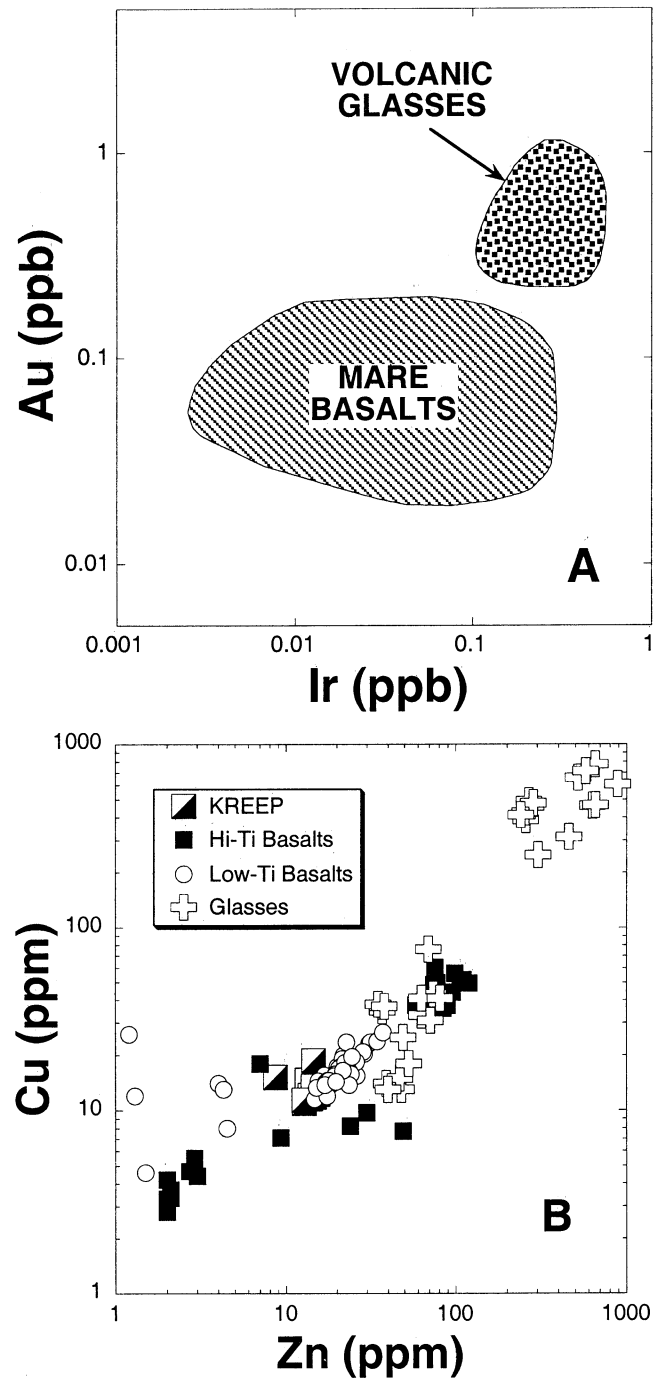 VOLCANIC
GLASSES
1
0.1
0.01
Au (ppb)
MARE
BASALTS
A
0.001
0.01
0.1
1
Ir (ppb)
1000
100
10
1
Cu (ppm)
KREEP
Hi-Ti Basalts
Low-Ti Basalts
Glasses
B
1
10
100
1000
Zn (ppm)